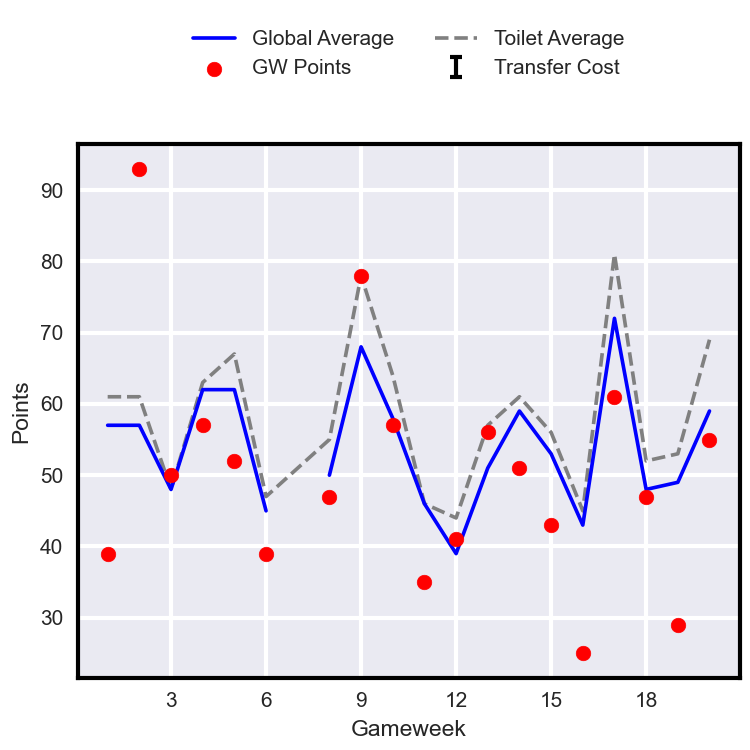 Global Average
Toilet Average
GW Points
Transfer Cost
90
80
70
60
50
40
30
Points
3
6
9
12
15
18
Gameweek